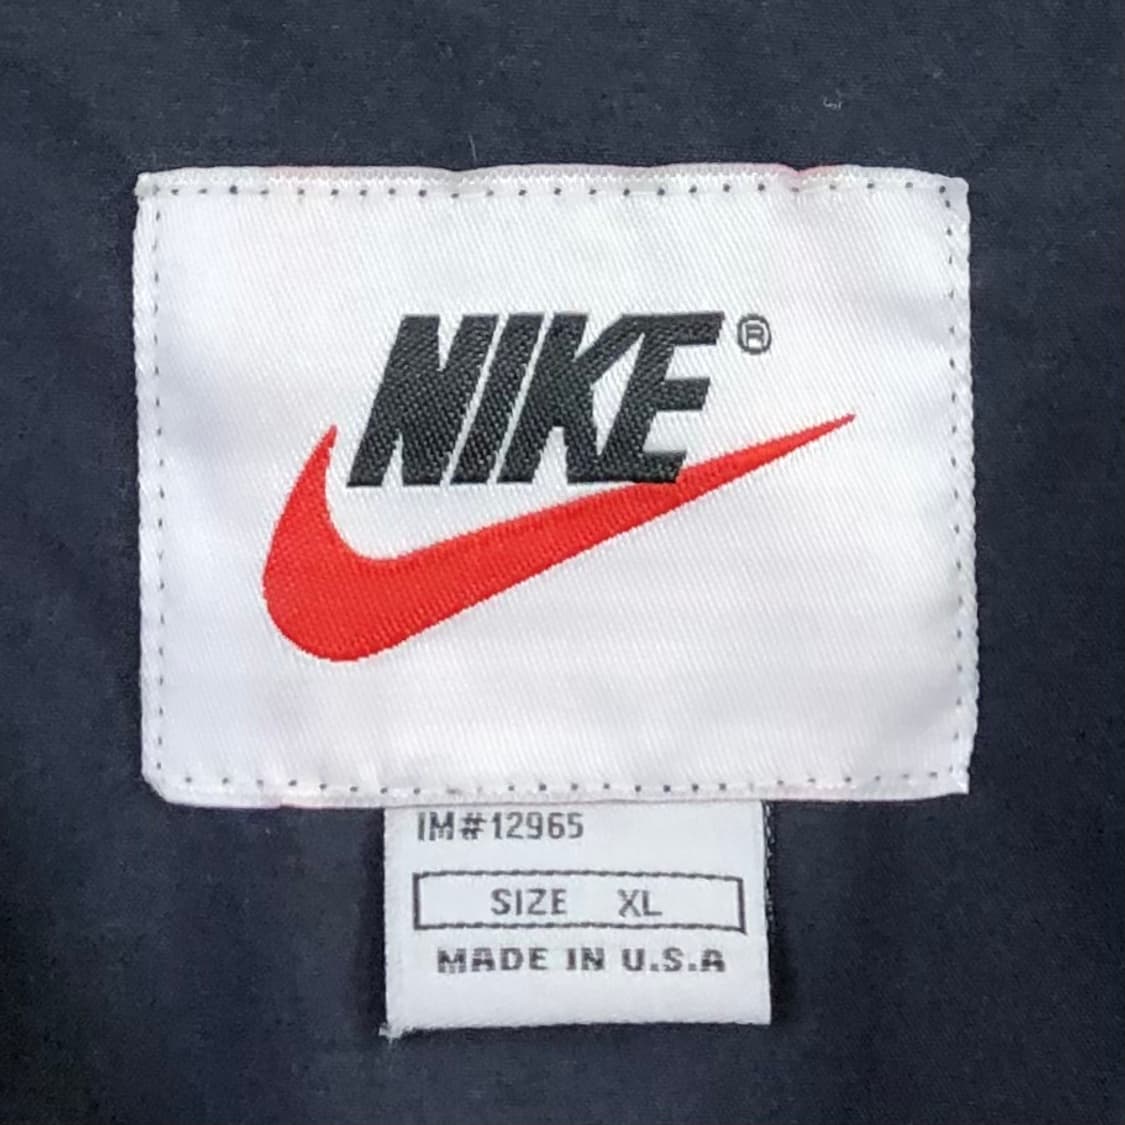 NIKE®
IM#12965
SIZE XL
MADE IN U.S.A